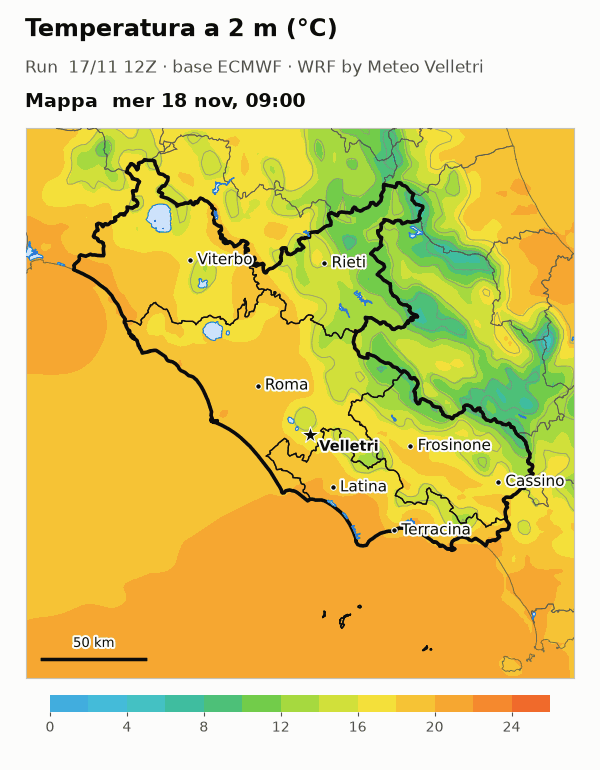 Temperatura a 2 m (°C)
Run  17/11 12Z · base ECMWF · WRF by Meteo Velletri
Mappa  mer 18 nov, 09:00
Viterbo
Rieti
Roma
Velletri
Frosinone
Cassino
Latina
Terracina
50 km
0 4 8 12 16 20 24